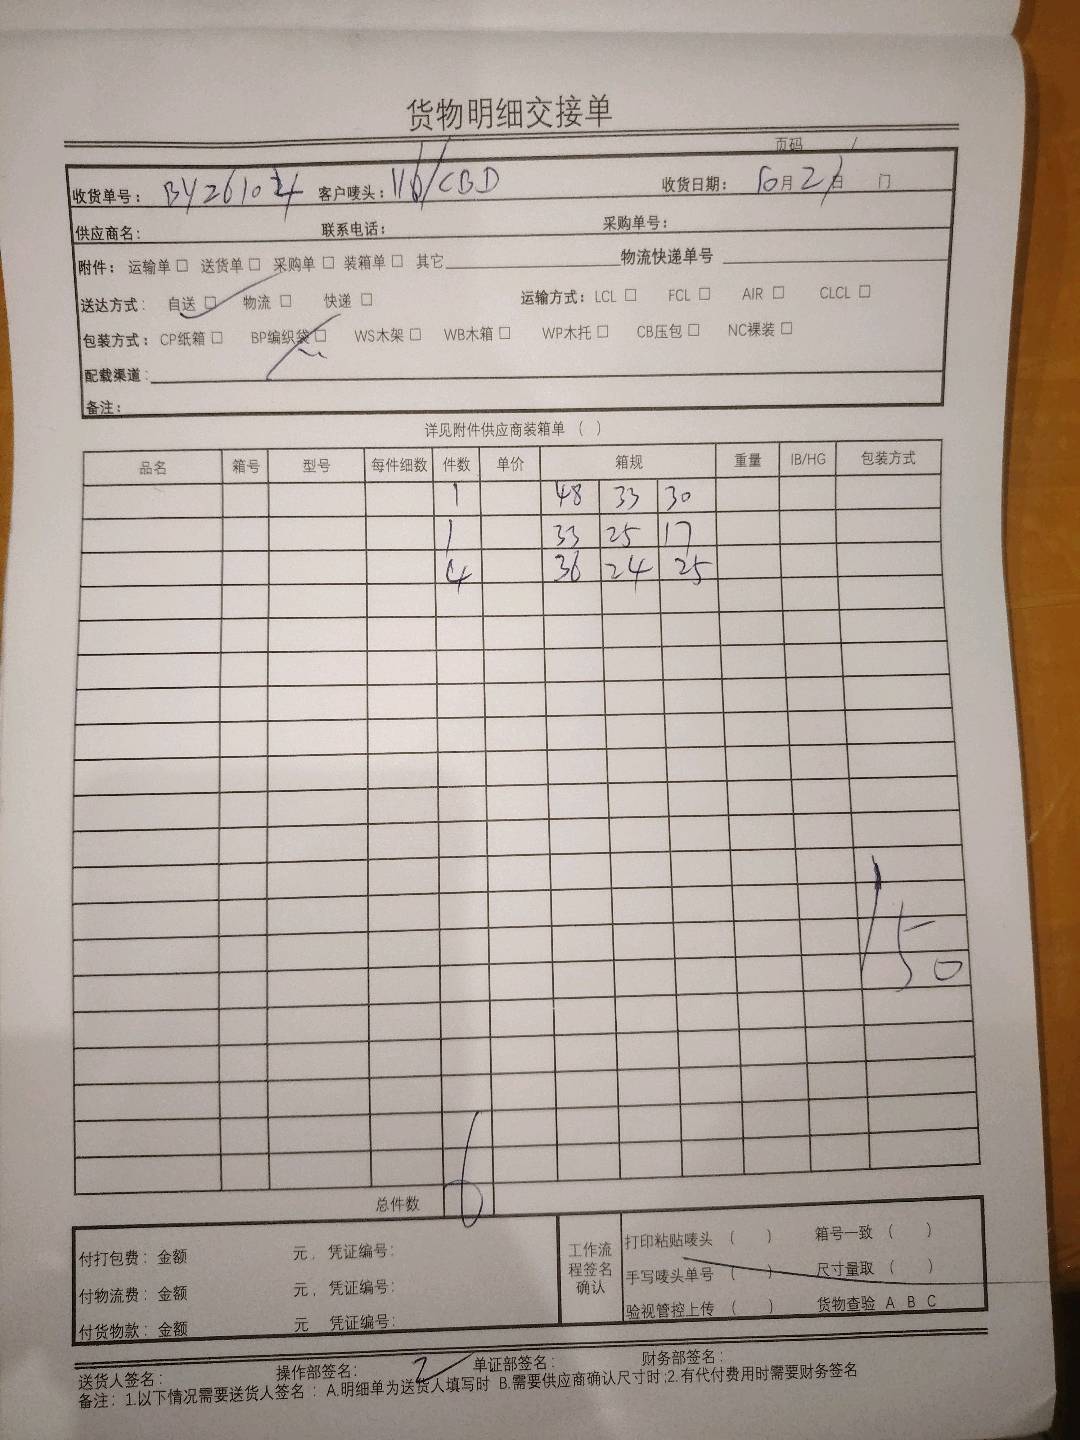 货物明细交接单
页码 /
收货单号: BY26102 客户唛头: 116/CBD 收货日期: 10月21日
供应商名: 联系电话: 采购单号:
附件: 运输单 □ 送货单 □ 采购单 □ 装箱单 □ 其它 物流快递单号
送达方式: 自送 □ 物流 □ 快递 □ 运输方式: LCL □ FCL □ AIR □ CLCL □
包装方式: CP纸箱 □ BP编织袋 □ WS木架 □ WB木箱 □ WP木托 □ CB压包 □ NC裸装 □
配载渠道:
备注:
详见附件供应商装箱单 ( )
品名 箱号 型号 每件细数 件数 单价 箱规 重量 IB/HG 包装方式
1 48 33 30
1 33 25 17
4 36 24 25
150
总件数 6
付打包费: 金额 元, 凭证编号:
付物流费: 金额 元, 凭证编号:
付货物款: 金额 元 凭证编号:
工作流程签名确认
打印粘贴唛头 ( ) 箱号一致 ( )
手写唛头单号 ( ) 尺寸量取 ( )
验视管控上传 ( ) 货物查验 A B C
送货人签名: 操作部签名: 单证部签名: 财务部签名:
备注: 1.以下情况需要送货人签名: A.明细单为送货人填写时 B.需要供应商确认尺寸时;2.有代付费用时需要财务签名